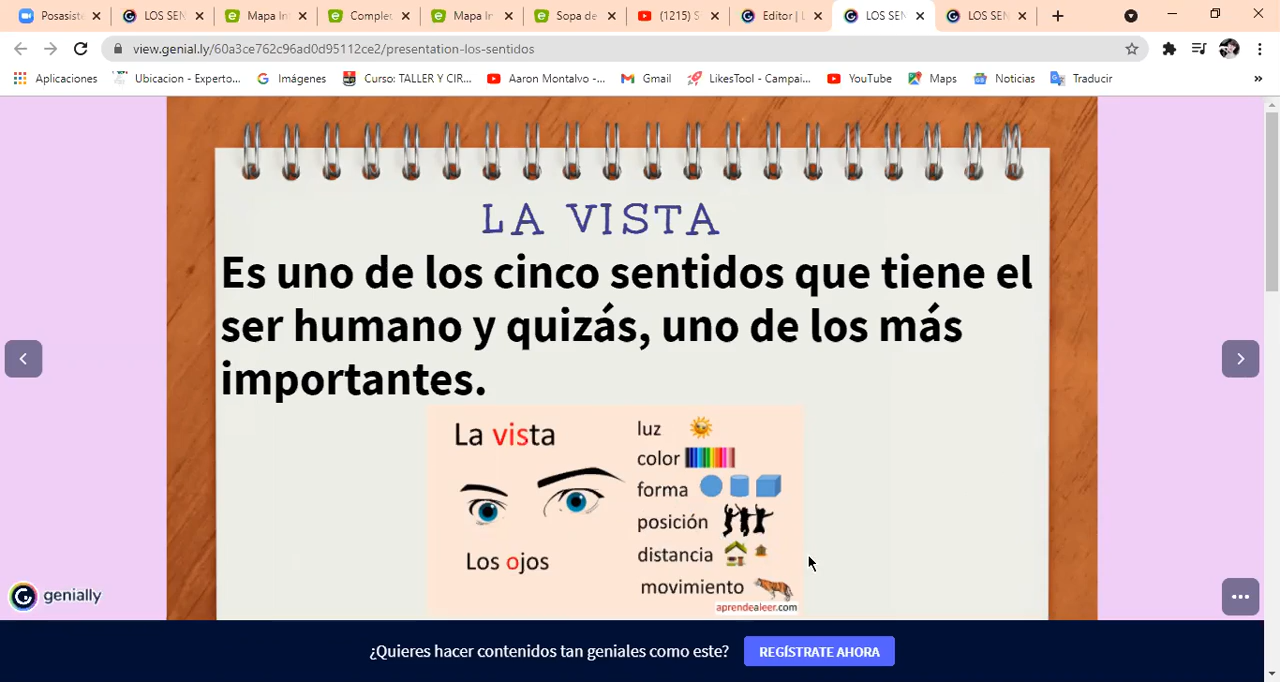 Posasist
LOS SEN
Mapa In
Complet
Mapa In
Sopa de
(1215) S
Editor | L
LOS SEN
LOS SEN
view.genial.ly/60a3ce762c96ad0d95112ce2/presentation-los-sentidos
Aplicaciones
Ubicacion - Experto...
Imágenes
Curso: TALLER Y CIR...
Aaron Montalvo -...
Gmail
LikesTool - Campai...
YouTube
Maps
Noticias
Traducir
LA VISTA
Es uno de los cinco sentidos que tiene el
ser humano y quizás, uno de los más
importantes.
La vista
Los ojos
luz
color
forma
posición
distancia
movimiento
aprendealeer.com
genially
¿Quieres hacer contenidos tan geniales como este?
REGÍSTRATE AHORA